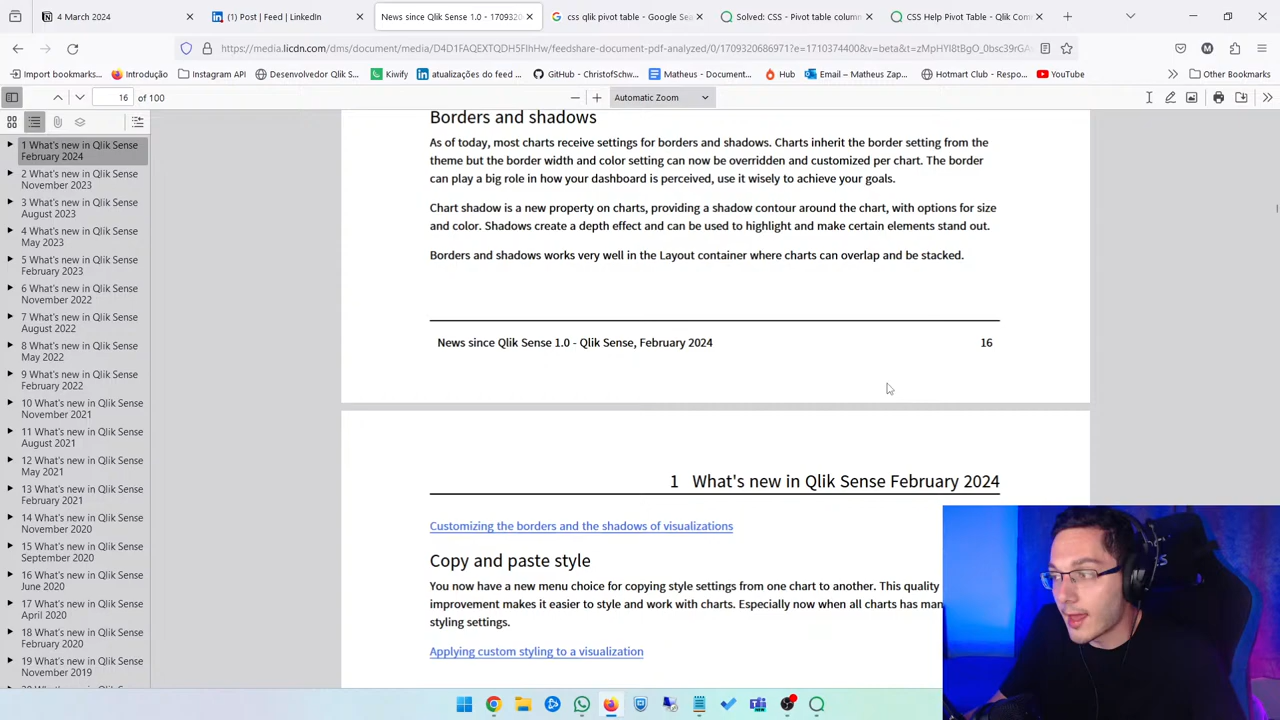 4 March 2024
(1) Post | Feed | LinkedIn
News since Qlik Sense 1.0 - 1709320
css qlik pivot table - Google Sea
Solved: CSS - Pivot table column
CSS Help Pivot Table - Qlik Com
https://media.licdn.com/dms/document/media/D4D1FAQEXTQDH5FIhHw/feedshare-document-pdf-analyzed/0/1709320686971?e=1710374400&v=beta&t=
Import bookmarks...
Introdução
Instagram API
Desenvolvedor Qlik S...
Kiwify
atualizações do feed ...
GitHub - ChristofSchw...
Matheus - Document...
Hub
Email – Matheus Zap...
Hotmart Club - Respo...
YouTube
Other Bookmarks
16 of 100
Automatic Zoom
1 What's new in Qlik Sense
February 2024
2 What's new in Qlik Sense
November 2023
3 What's new in Qlik Sense
August 2023
4 What's new in Qlik Sense
May 2023
5 What's new in Qlik Sense
February 2023
6 What's new in Qlik Sense
November 2022
7 What's new in Qlik Sense
August 2022
8 What's new in Qlik Sense
May 2022
9 What's new in Qlik Sense
February 2022
10 What's new in Qlik Sense
November 2021
11 What's new in Qlik Sense
August 2021
12 What's new in Qlik Sense
May 2021
13 What's new in Qlik Sense
February 2021
14 What's new in Qlik Sense
November 2020
15 What's new in Qlik Sense
September 2020
16 What's new in Qlik Sense
June 2020
17 What's new in Qlik Sense
April 2020
18 What's new in Qlik Sense
February 2020
19 What's new in Qlik Sense
November 2019
Borders and shadows
As of today, most charts receive settings for borders and shadows. Charts inherit the border setting from the
theme but the border width and color setting can now be overridden and customized per chart. The border
can play a big role in how your dashboard is perceived, use it wisely to achieve your goals.
Chart shadow is a new property on charts, providing a shadow contour around the chart, with options for size
and color. Shadows create a depth effect and can be used to highlight and make certain elements stand out.
Borders and shadows works very well in the Layout container where charts can overlap and be stacked.
News since Qlik Sense 1.0 - Qlik Sense, February 2024 16
1 What's new in Qlik Sense February 2024
Customizing the borders and the shadows of visualizations
Copy and paste style
You now have a new menu choice for copying style settings from one chart to another. This quality
improvement makes it easier to style and work with charts. Especially now when all charts has man
styling settings.
Applying custom styling to a visualization